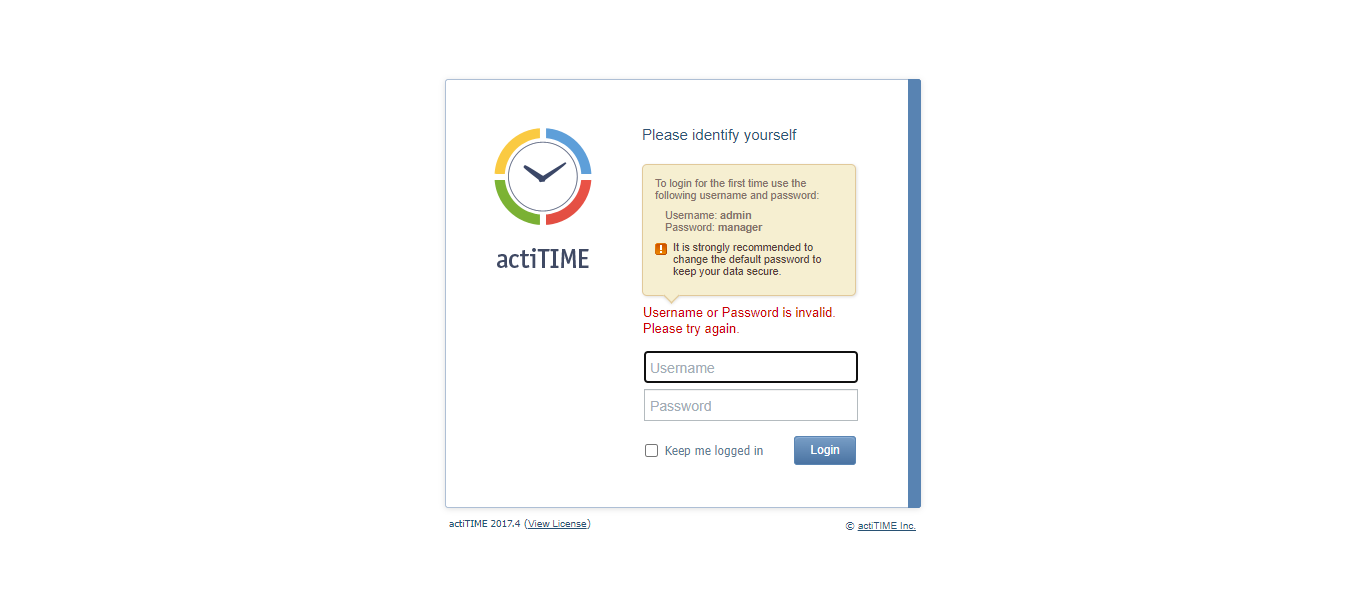 Please identify yourself
To login for the first time use the
following username and password:
Username: admin
Password: manager
It is strongly recommended to
change the default password to
keep your data secure.
actiTIME
Username or Password is invalid.
Please try again.
Username
Password
Keep me logged in
Login
actiTIME 2017.4 (View License)
© actiTIME Inc.